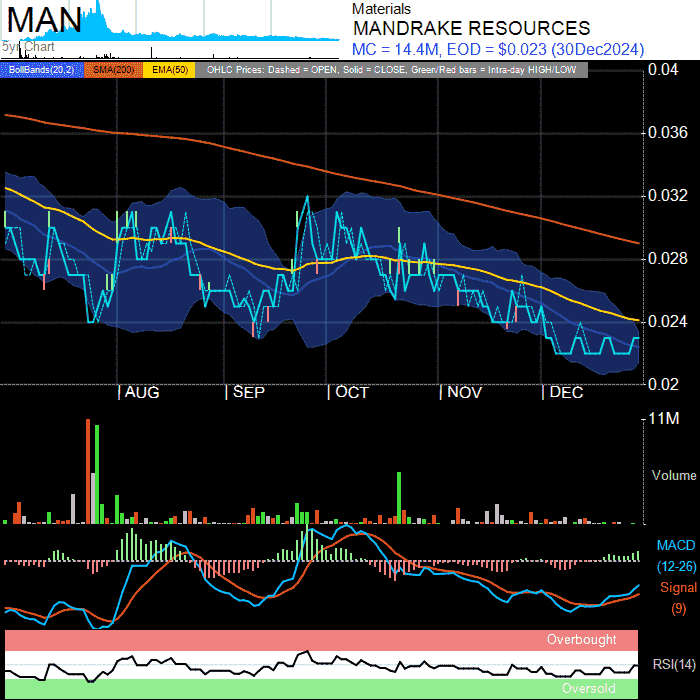 MAN
5yr Chart
Materials
MANDRAKE RESOURCES
MC = 14.4M, EOD = $0.023 (30Dec2024)
BollBands(20,2) SMA(200) EMA(50) OHLC Prices: Dashed = OPEN, Solid = CLOSE, Green/Red bars = Intra-day HIGH/LOW
0.04
0.036
0.032
0.028
0.024
0.02
AUG SEP OCT NOV DEC
11M
Volume
MACD
(12-26)
Signal
(9)
Overbought
RSI(14)
Oversold